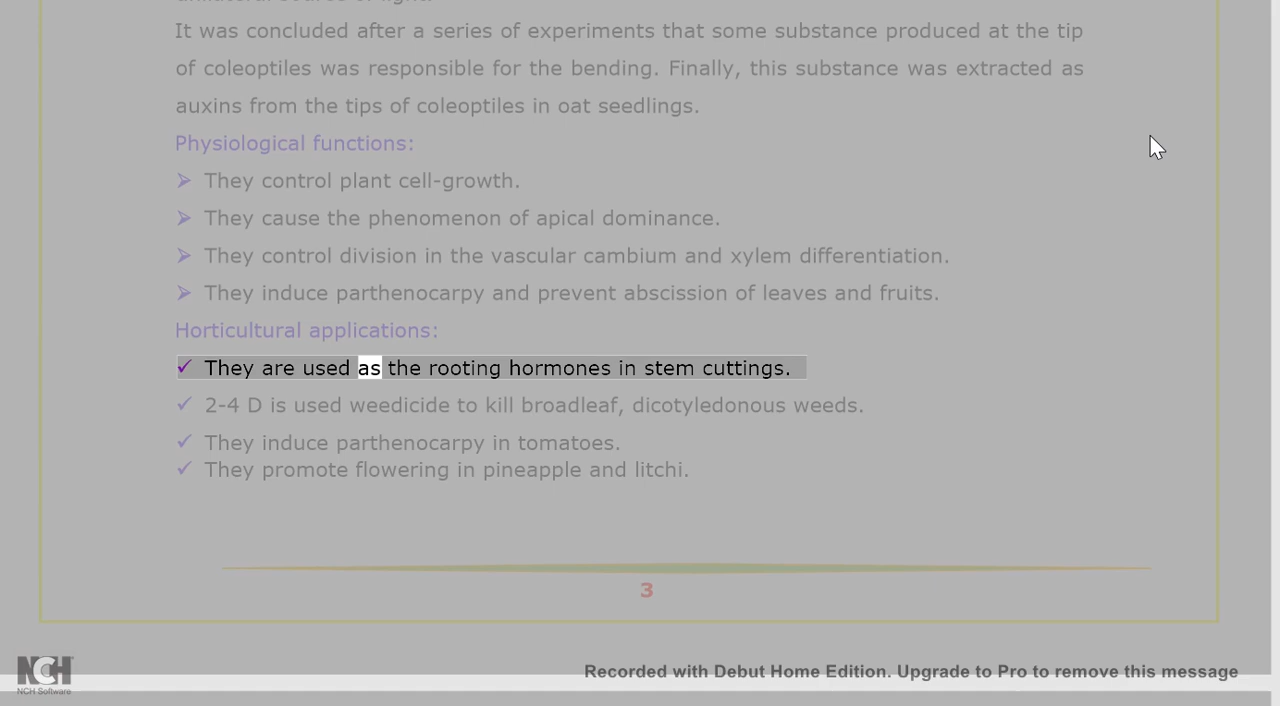 It was concluded after a series of experiments that some substance produced at the tip
of coleoptiles was responsible for the bending. Finally, this substance was extracted as
auxins from the tips of coleoptiles in oat seedlings.
Physiological functions:
➢ They control plant cell-growth.
➢ They cause the phenomenon of apical dominance.
➢ They control division in the vascular cambium and xylem differentiation.
➢ They induce parthenocarpy and prevent abscission of leaves and fruits.
Horticultural applications:
✓ They are used as the rooting hormones in stem cuttings.
✓ 2-4 D is used weedicide to kill broadleaf, dicotyledonous weeds.
✓ They induce parthenocarpy in tomatoes.
✓ They promote flowering in pineapple and litchi.
3
NCH
NCH Software
Recorded with Debut Home Edition. Upgrade to Pro to remove this message